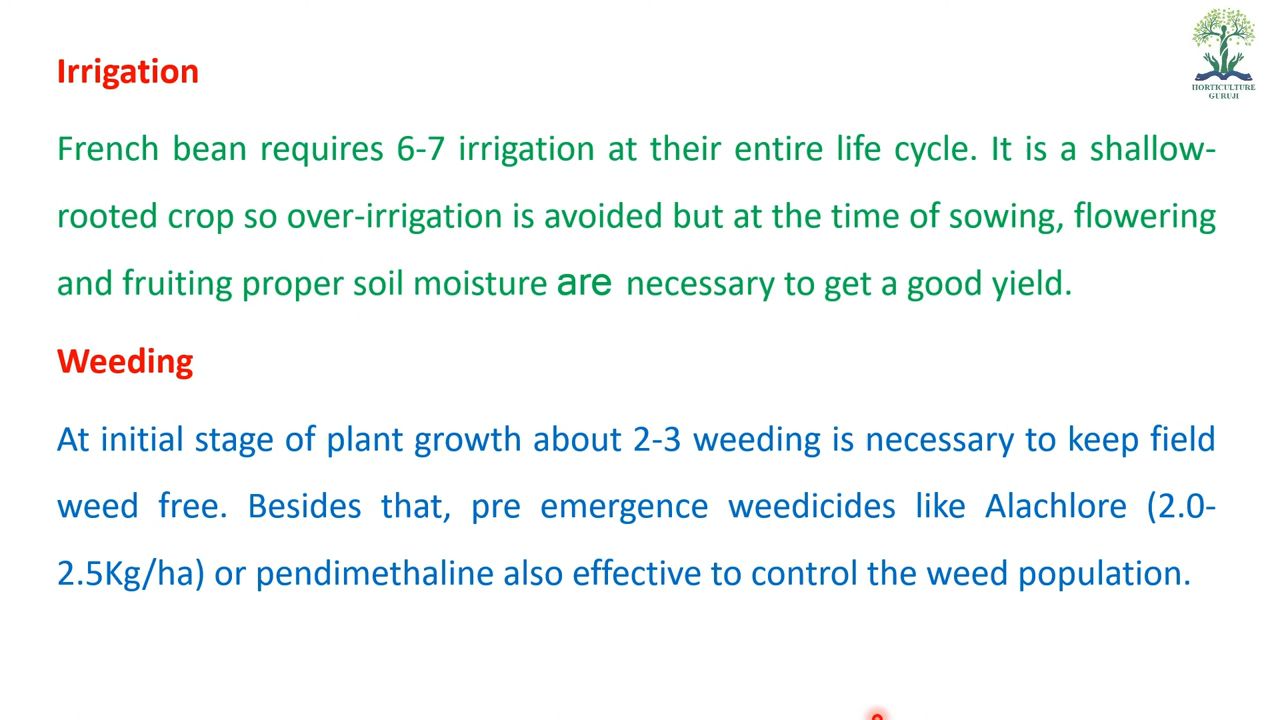 HORTICULTURE
GURUJI
Irrigation
French bean requires 6-7 irrigation at their entire life cycle. It is a shallow-
rooted crop so over-irrigation is avoided but at the time of sowing, flowering
and fruiting proper soil moisture are necessary to get a good yield.
Weeding
At initial stage of plant growth about 2-3 weeding is necessary to keep field
weed free. Besides that, pre emergence weedicides like Alachlore (2.0-
2.5Kg/ha) or pendimethaline also effective to control the weed population.